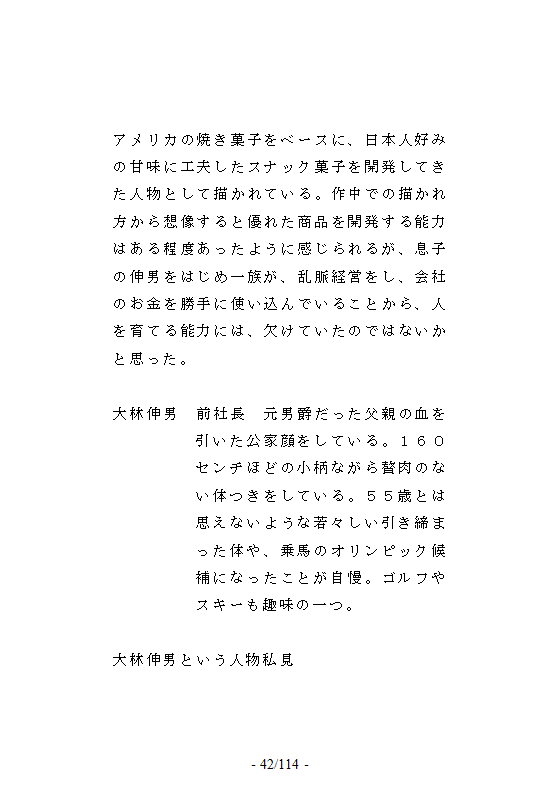 アメリカの焼き菓子をベースに、日本人好み
の甘味に工夫したスナック菓子を開発してき
た人物として描かれている。作中での描かれ
方から想像すると優れた商品を開発する能力
はある程度あったように感じられるが、息子
の伸男をはじめ一族が、乱脈経営をし、会社
のお金を勝手に使い込んでいることから、人
を育てる能力には、欠けていたのではないか
と思った。
大林伸男　前社長　元男爵だった父親の血を
引いた公家顔をしている。１６０
センチほどの小柄ながら贅肉のな
い体つきをしている。５５歳とは
思えないような若々しい引き締ま
った体や、乗馬のオリンピック候
補になったことが自慢。ゴルフや
スキーも趣味の一つ。
大林伸男という人物私見
- 42/114 -